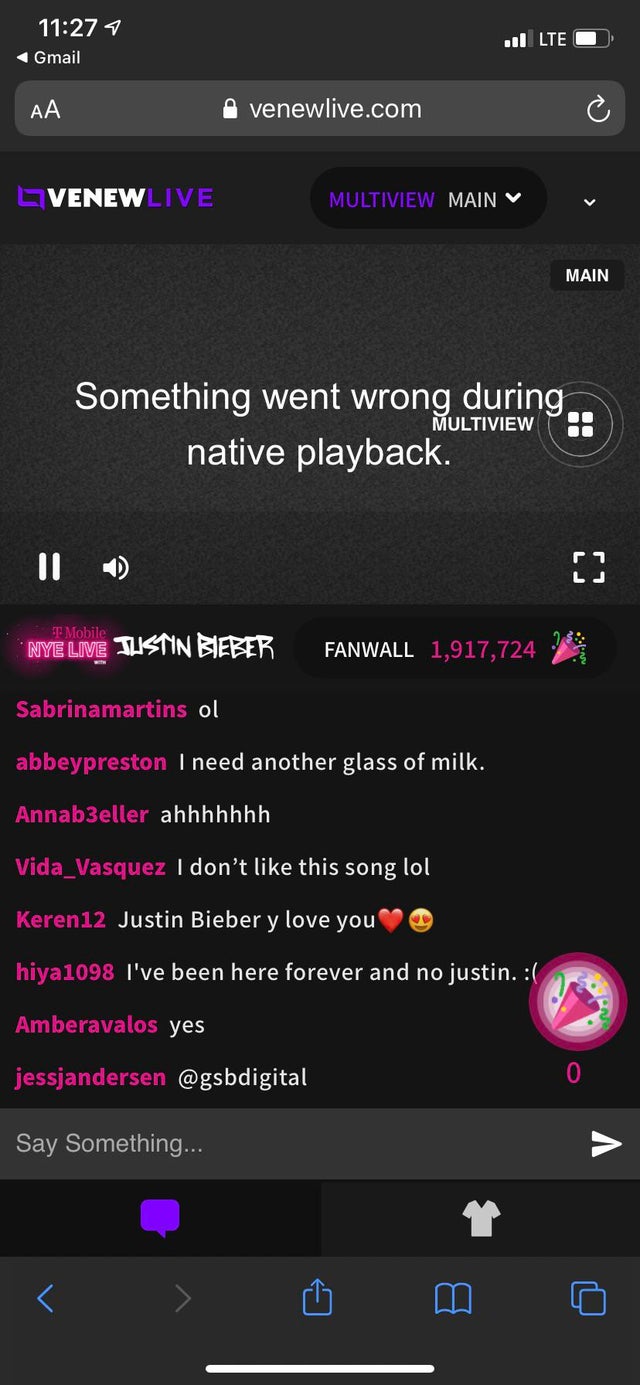 11:27
LTE
◀ Gmail
AA
venewlive.com
VENEWLIVE
MULTIVIEW MAIN
MAIN
Something went wrong during
MULTIVIEW
native playback.
T Mobile
NYE LIVE
WITH
JUSTIN BIEBER
FANWALL 1,917,724 🎉
Sabrinamartins ol
abbeypreston I need another glass of milk.
Annab3eller ahhhhhhh
Vida_Vasquez I don’t like this song lol
Keren12 Justin Bieber y love you❤️😍
hiya1098 I've been here forever and no justin. :(
Amberavalos yes
jessjandersen @gsbdigital
0
Say Something...